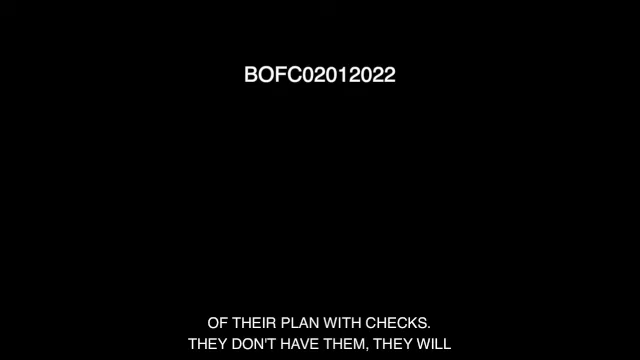 BOFC02012022
OF THEIR PLAN WITH CHECKS.
THEY DON'T HAVE THEM, THEY WILL